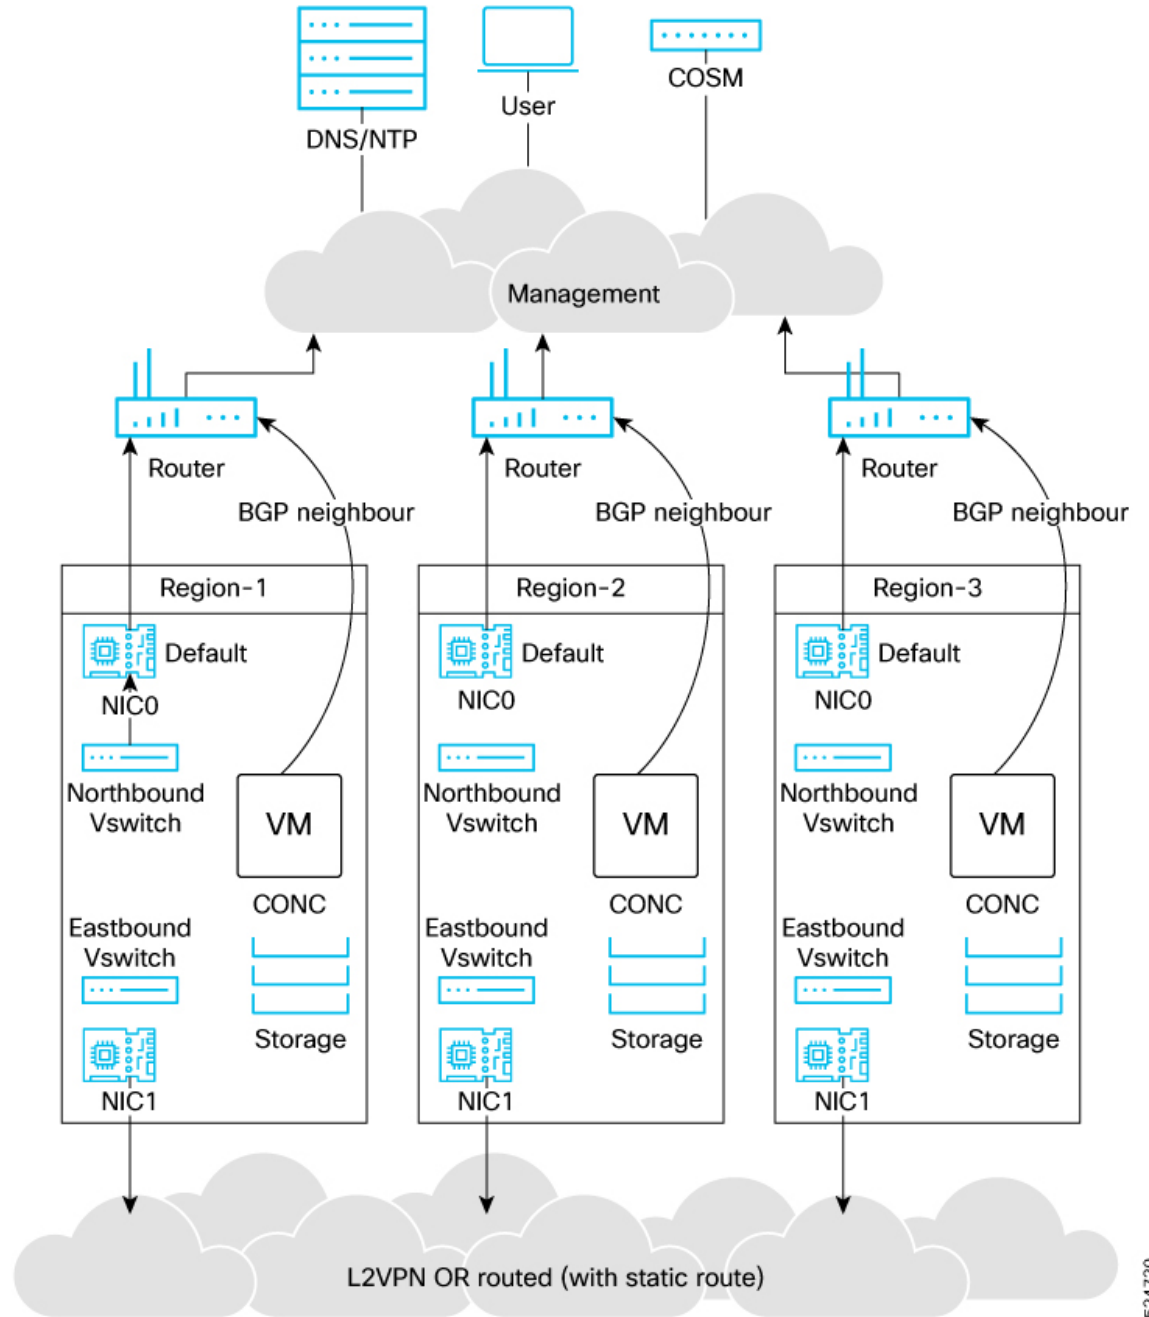 DNS/NTP
User
COSM
Management
Router
Router
Router
BGP neighbour
BGP neighbour
BGP neighbour
Region-1
Default
NIC0
Northbound
Vswitch
VM
CONC
Eastbound
Vswitch
Storage
NIC1
Region-2
Default
NIC0
Northbound
Vswitch
VM
CONC
Eastbound
Vswitch
Storage
NIC1
Region-3
Default
NIC0
Northbound
Vswitch
VM
CONC
Eastbound
Vswitch
Storage
NIC1
L2VPN OR routed (with static route)